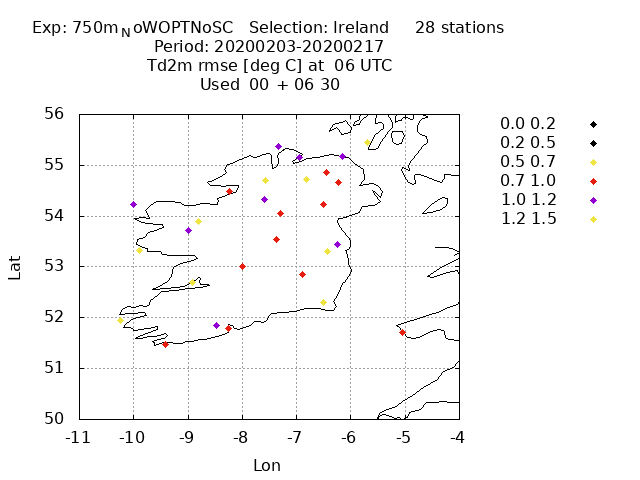 Exp: 750mNoWOPTNoSC   Selection: Ireland     28 stations
Period: 20200203-20200217
Td2m rmse [deg C] at  06 UTC
Used  00 + 06 30
56
55
54
53
52
51
50
-11 -10 -9 -8 -7 -6 -5 -4
Lat
Lon
0.0 0.2
0.2 0.5
0.5 0.7
0.7 1.0
1.0 1.2
1.2 1.5